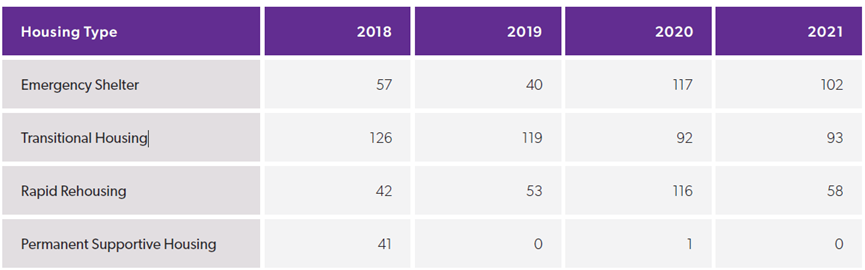 Housing Type 2018 2019 2020 2021
Emergency Shelter 57 40 117 102
Transitional Housing 126 119 92 93
Rapid Rehousing 42 53 116 58
Permanent Supportive Housing 41 0 1 0